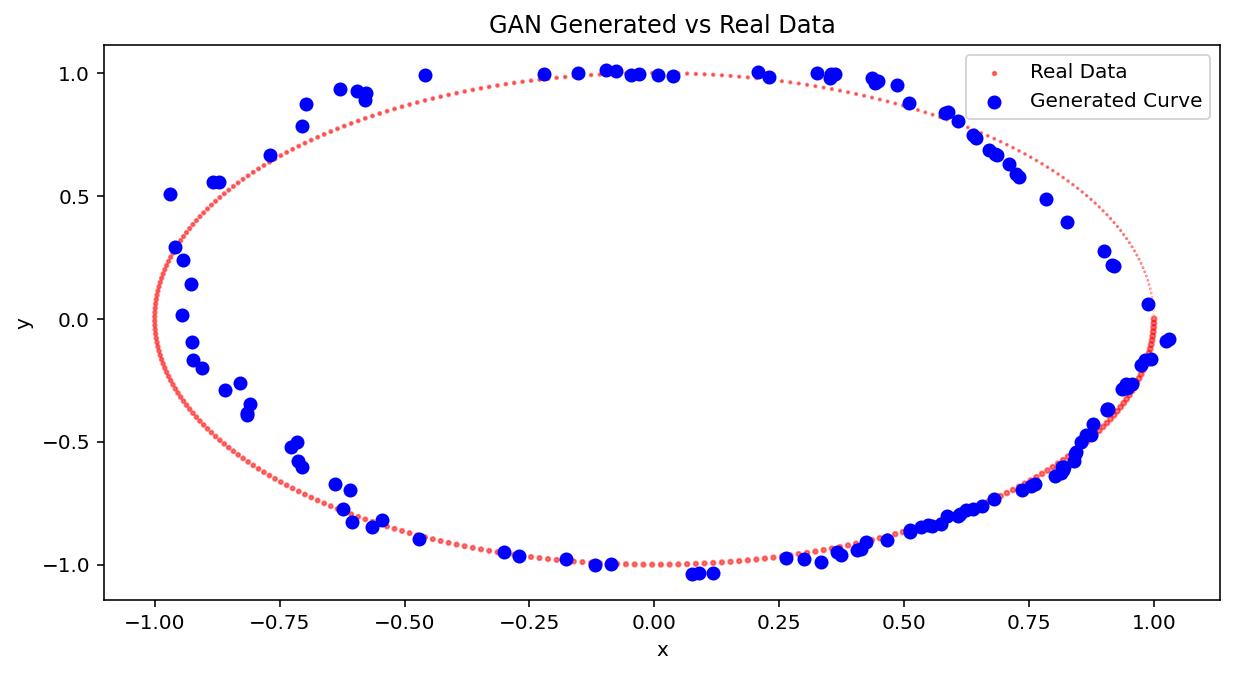 GAN Generated vs Real Data
Real Data
Generated Curve
1.0
0.5
0.0
−0.5
−1.0
y
−1.00 −0.75 −0.50 −0.25 0.00 0.25 0.50 0.75 1.00
x